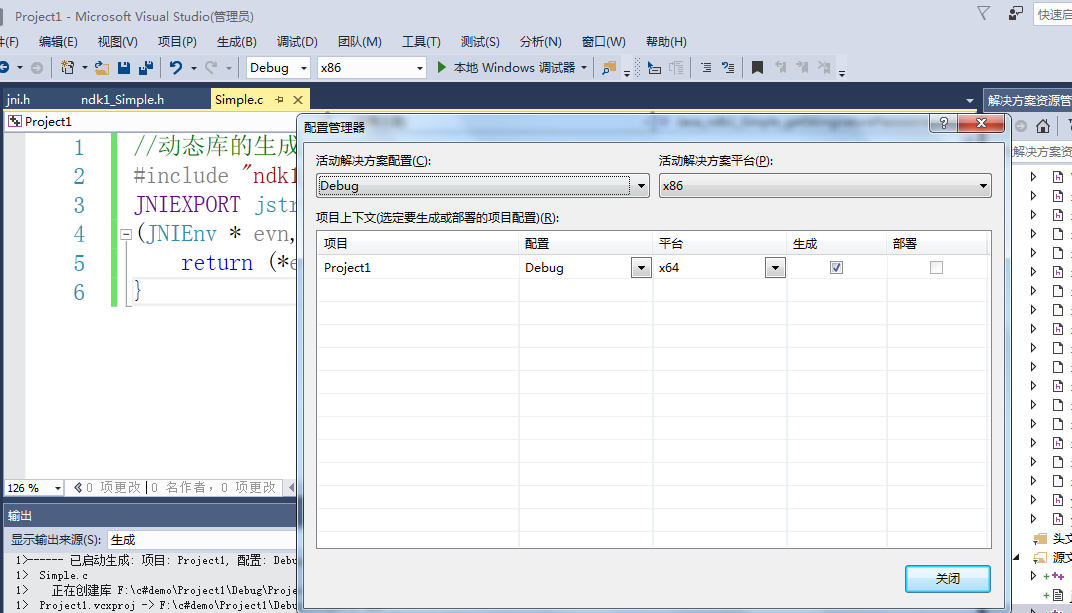 Project1 - Microsoft Visual Studio(管理员)
快速启
件(F) 编辑(E) 视图(V) 项目(P) 生成(B) 调试(D) 团队(M) 工具(T) 测试(S) 分析(N) 窗口(W) 帮助(H)
Debug x86 本地 Windows 调试器
jni.h ndk1_Simple.h Simple.c
解决方案资源管
Project1
配置管理器
解决方案资
活动解决方案配置(C): 活动解决方案平台(P):
Debug x86
项目上下文(选定要生成或部署的项目配置)(R):
项目 配置 平台 生成 部署
Project1 Debug x64
1 //动态库的生成
2 #include "ndk1
3 JNIEXPORT jstr
4 (JNIEnv * evn,
5 return (*e
6 }
126 % 0 项更改 | 0 名作者，0 项更改
输出
显示输出来源(S): 生成
1>------ 已启动生成: 项目: Project1, 配置: Debu
1> Simple.c
1> 正在创建库 F:\c#demo\Project1\Debug\Proje
1> Project1.vcxproj -> F:\c#demo\Project1\Debu
头文
源文
关闭